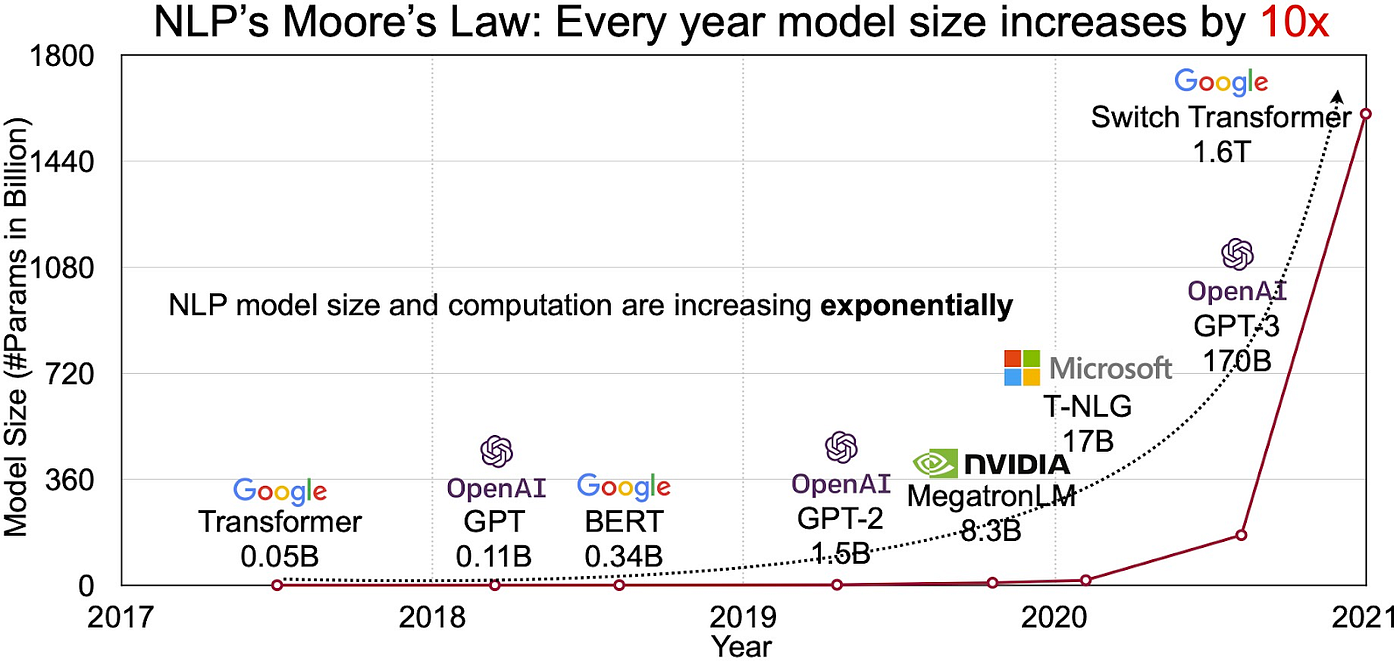 NLP's Moore's Law: Every year model size increases by 10x
Model Size (#Params in Billion)
1800
1440
1080
720
360
0
Google
Switch Transformer
1.6T
OpenAI
GPT-3
170B
NLP model size and computation are increasing exponentially
Microsoft
T-NLG
17B
Google
Transformer
0.05B
OpenAI
GPT
0.11B
Google
BERT
0.34B
OpenAI
GPT-2
1.5B
NVIDIA
MegatronLM
8.3B
2017
2018
2019
2020
2021
Year